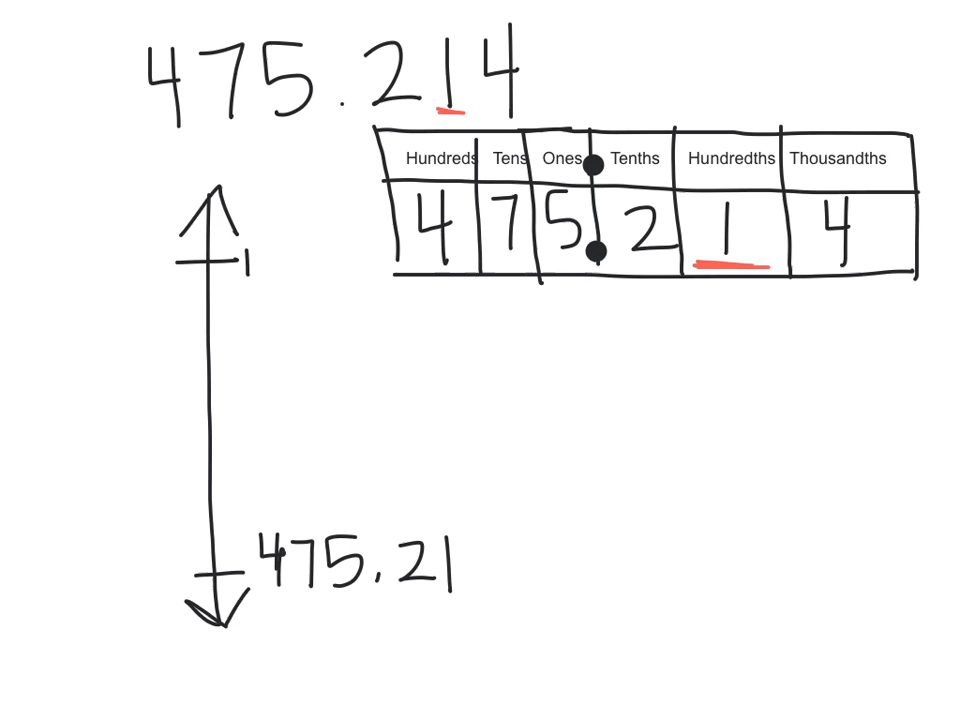 475.214
Hundreds Tens Ones Tenths Hundredths Thousandths
4 7 5 . 2 1 4
1
475.21